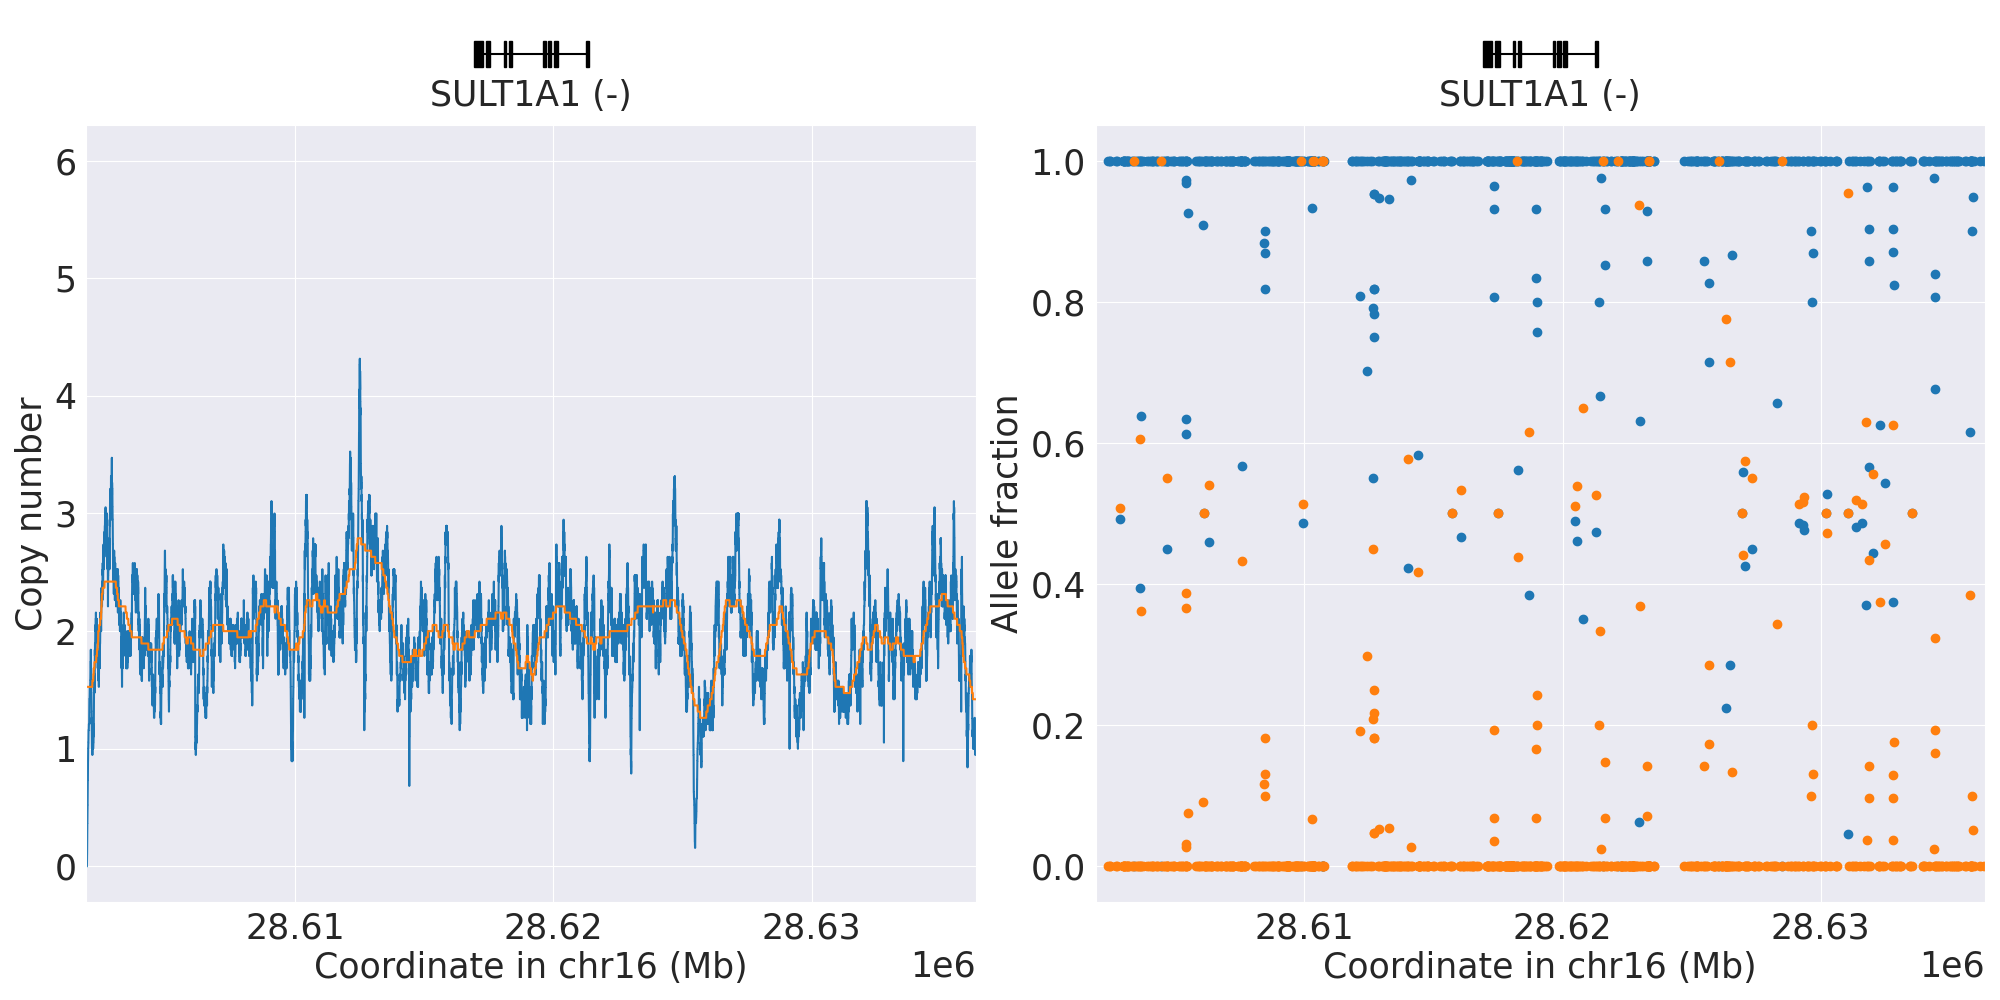 SULT1A1 (-)
6
5
4
3
2
1
0
Copy number
28.61
28.62
28.63
Coordinate in chr16 (Mb)
1e6
SULT1A1 (-)
1.0
0.8
0.6
0.4
0.2
0.0
Allele fraction
28.61
28.62
28.63
Coordinate in chr16 (Mb)
1e6